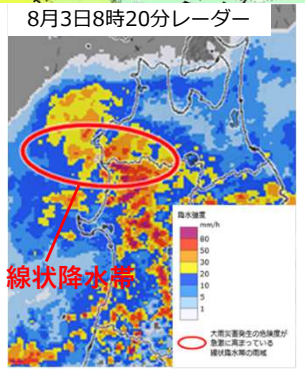 8月3日8時20分レーダー
線状降水帯
降水強度
mm/h
80
50
30
20
10
5
1
大雨災害発生の危険度が
急激に高まっている
線状降水帯の雨域